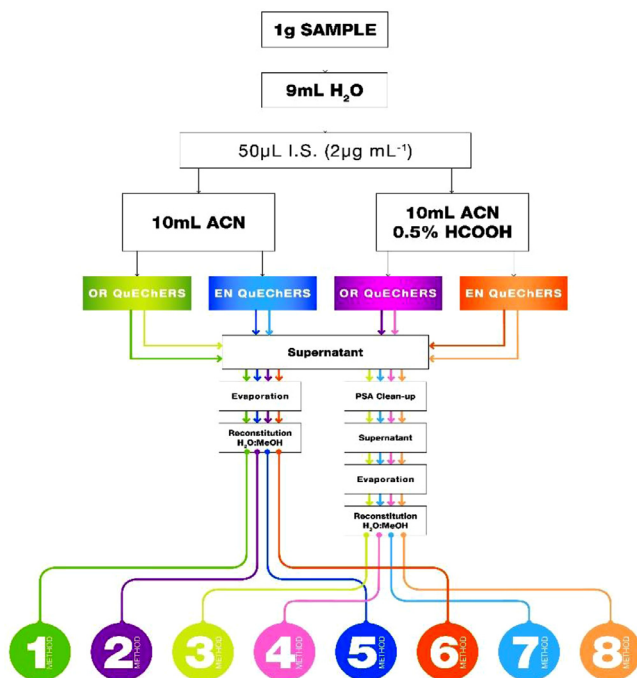 1g SAMPLE
9mL H₂O
50µL I.S. (2µg mL⁻¹)
10mL ACN
10mL ACN
0.5% HCOOH
OR QuEChERS
EN QuEChERS
OR QuEChERS
EN QuEChERS
Supernatant
Evaporation
PSA Clean-up
Reconstitution
H₂O:MeOH
Supernatant
Evaporation
Reconstitution
H₂O:MeOH
1 METHOD
2 METHOD
3 METHOD
4 METHOD
5 METHOD
6 METHOD
7 METHOD
8 METHOD